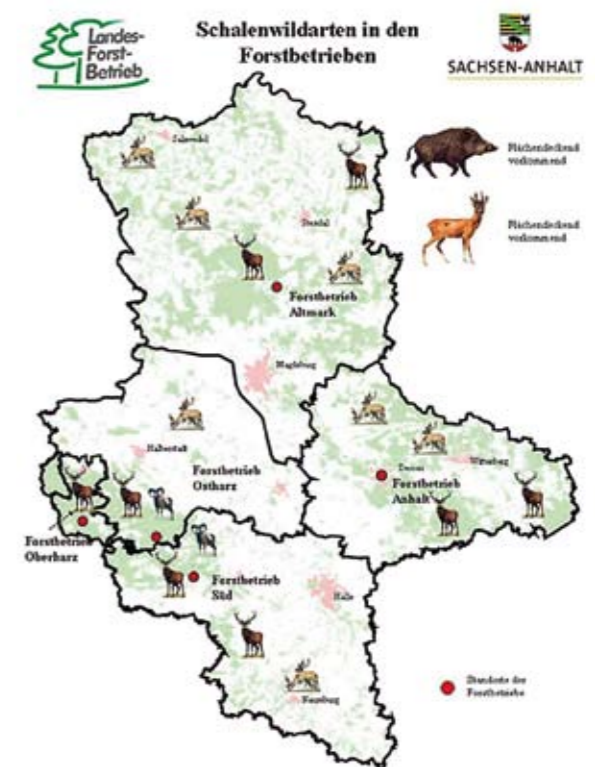 Landes-
Forst-
Betrieb
Schalenwildarten in den
Forstbetrieben
SACHSEN-ANHALT
Salzwedel
Flächendeckend
vorkommend
Stendal
Flächendeckend
vorkommend
Forstbetrieb
Altmark
Magdeburg
Halberstadt
Forstbetrieb
Ostharz
Dessau
Wittenberg
Forstbetrieb
Anhalt
Forstbetrieb
Oberharz
Forstbetrieb
Süd
Halle
Naumburg
Standorte der
Forstbetriebe